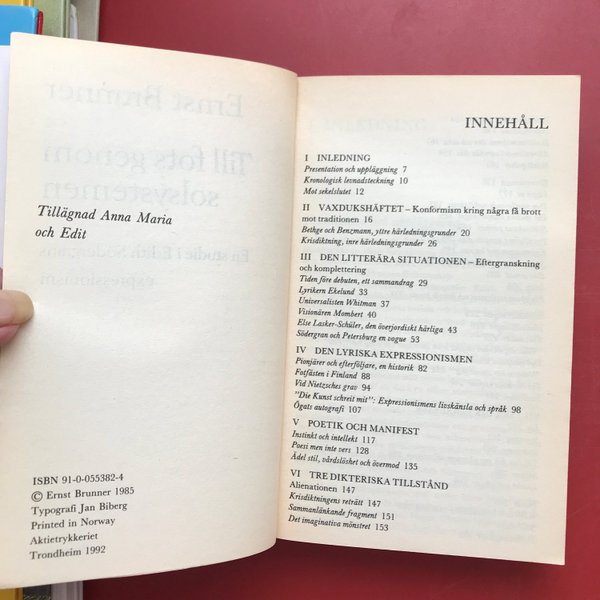 Tillägnad Anna Maria
och Edit
ISBN 91-0-055382-4
© Ernst Brunner 1985
Typografi Jan Biberg
Printed in Norway
Aktietrykkeriet
Trondheim 1992
INNEHÅLL
I INLEDNING
Presentation och uppläggning 7
Kronologisk levnadsteckning 10
Mot sekelslutet 12
II VAXDUKSHÄFTET – Konformism kring några få brott
mot traditionen 16
Bethge och Benzmann, yttre härledningsgrunder 20
Krisdiktning, inre härledningsgrunder 26
III DEN LITTERÄRA SITUATIONEN – Eftergranskning
och komplettering
Tiden före debuten, ett sammandrag 29
Lyrikern Ekelund 33
Universalisten Whitman 37
Visionären Mombert 40
Else Lasker-Schüler, den överjordiskt härliga 43
Södergran och Petersburg en vogue 53
IV DEN LYRISKA EXPRESSIONISMEN
Pionjärer och efterföljare, en historik 82
Fotfästen i Finland 88
Vid Nietzsches grav 94
"Die Kunst schreit mit": Expressionismens livskänsla och språk 98
Ögats autografi 107
V POETIK OCH MANIFEST
Instinkt och intellekt 117
Poesi men inte vers 128
Ädel stil, vårdslöshet och övermod 135
VI TRE DIKTERISKA TILLSTÅND
Alienationen 147
Krisdiktningens reträtt 147
Sammanlänkande fragment 151
Det imaginativa mönstret 153